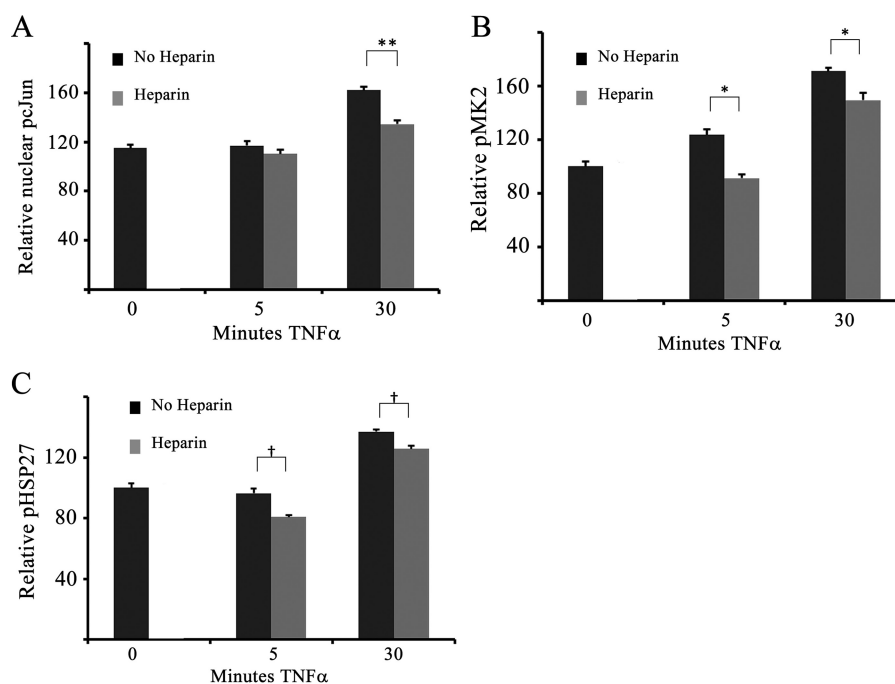 A
Relative nuclear pcJun
160
120
80
40
No Heparin
Heparin
**
0 5 30
Minutes TNFα
B
Relative pMK2
160
120
80
40
No Heparin
Heparin
*
*
0 5 30
Minutes TNFα
C
Relative pHSP27
120
80
40
No Heparin
Heparin
†
†
0 5 30
Minutes TNFα